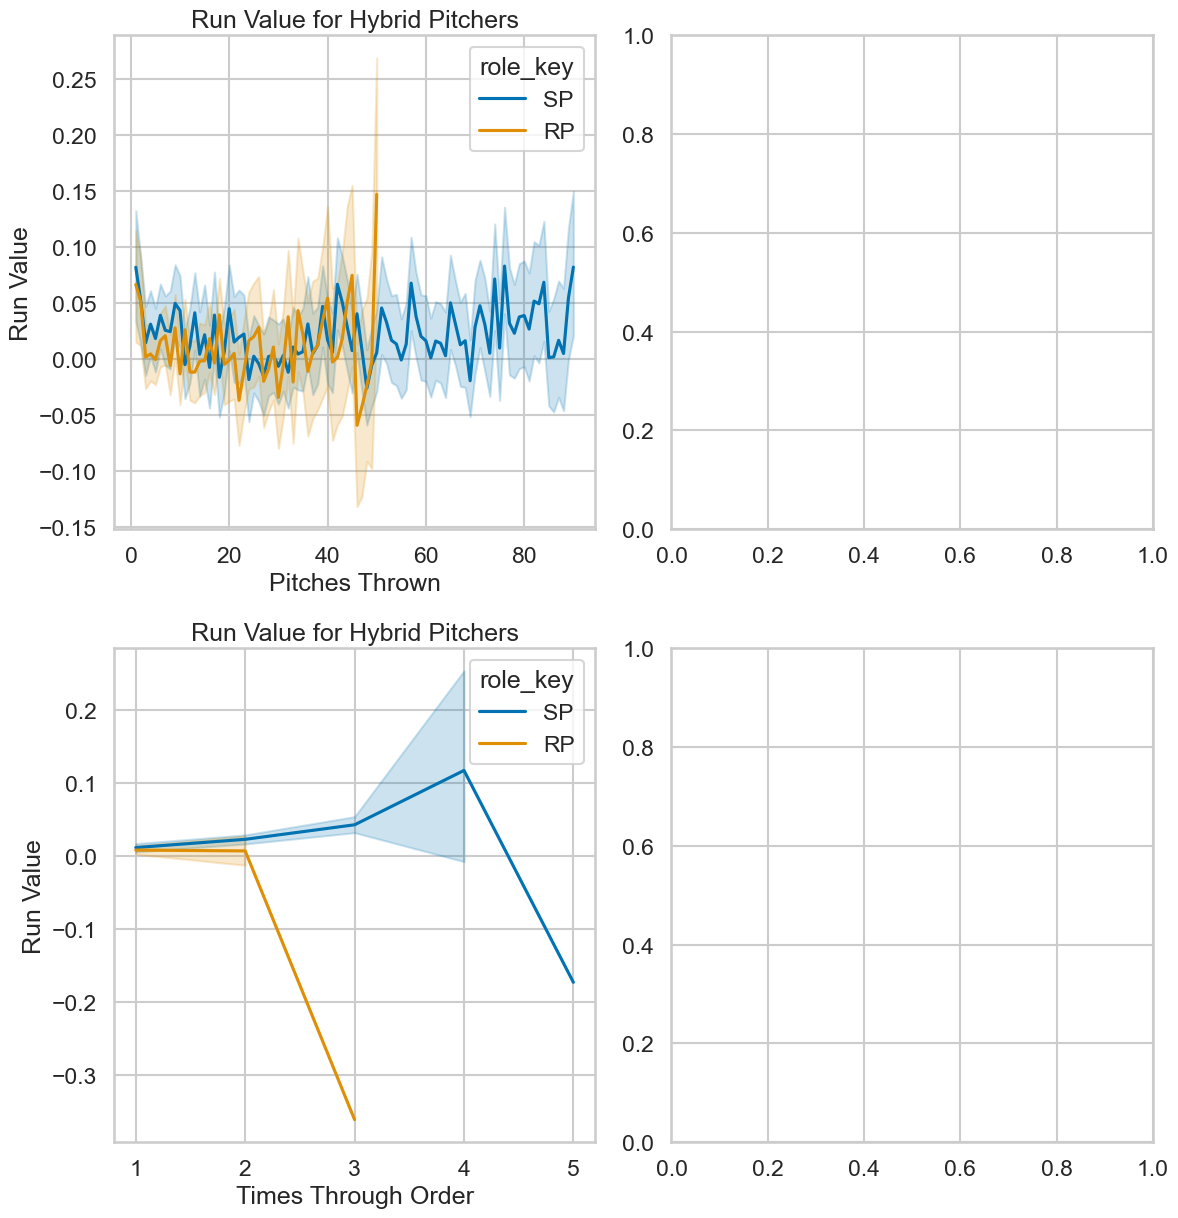 Run Value for Hybrid Pitchers
role_key
SP
RP
0.25
0.20
0.15
0.10
0.05
0.00
−0.05
−0.10
−0.15
Run Value
0 20 40 60 80
Pitches Thrown
1.0
0.8
0.6
0.4
0.2
0.0
0.0 0.2 0.4 0.6 0.8 1.0
Run Value for Hybrid Pitchers
role_key
SP
RP
0.2
0.1
0.0
−0.1
−0.2
−0.3
Run Value
1 2 3 4 5
Times Through Order
1.0
0.8
0.6
0.4
0.2
0.0
0.0 0.2 0.4 0.6 0.8 1.0